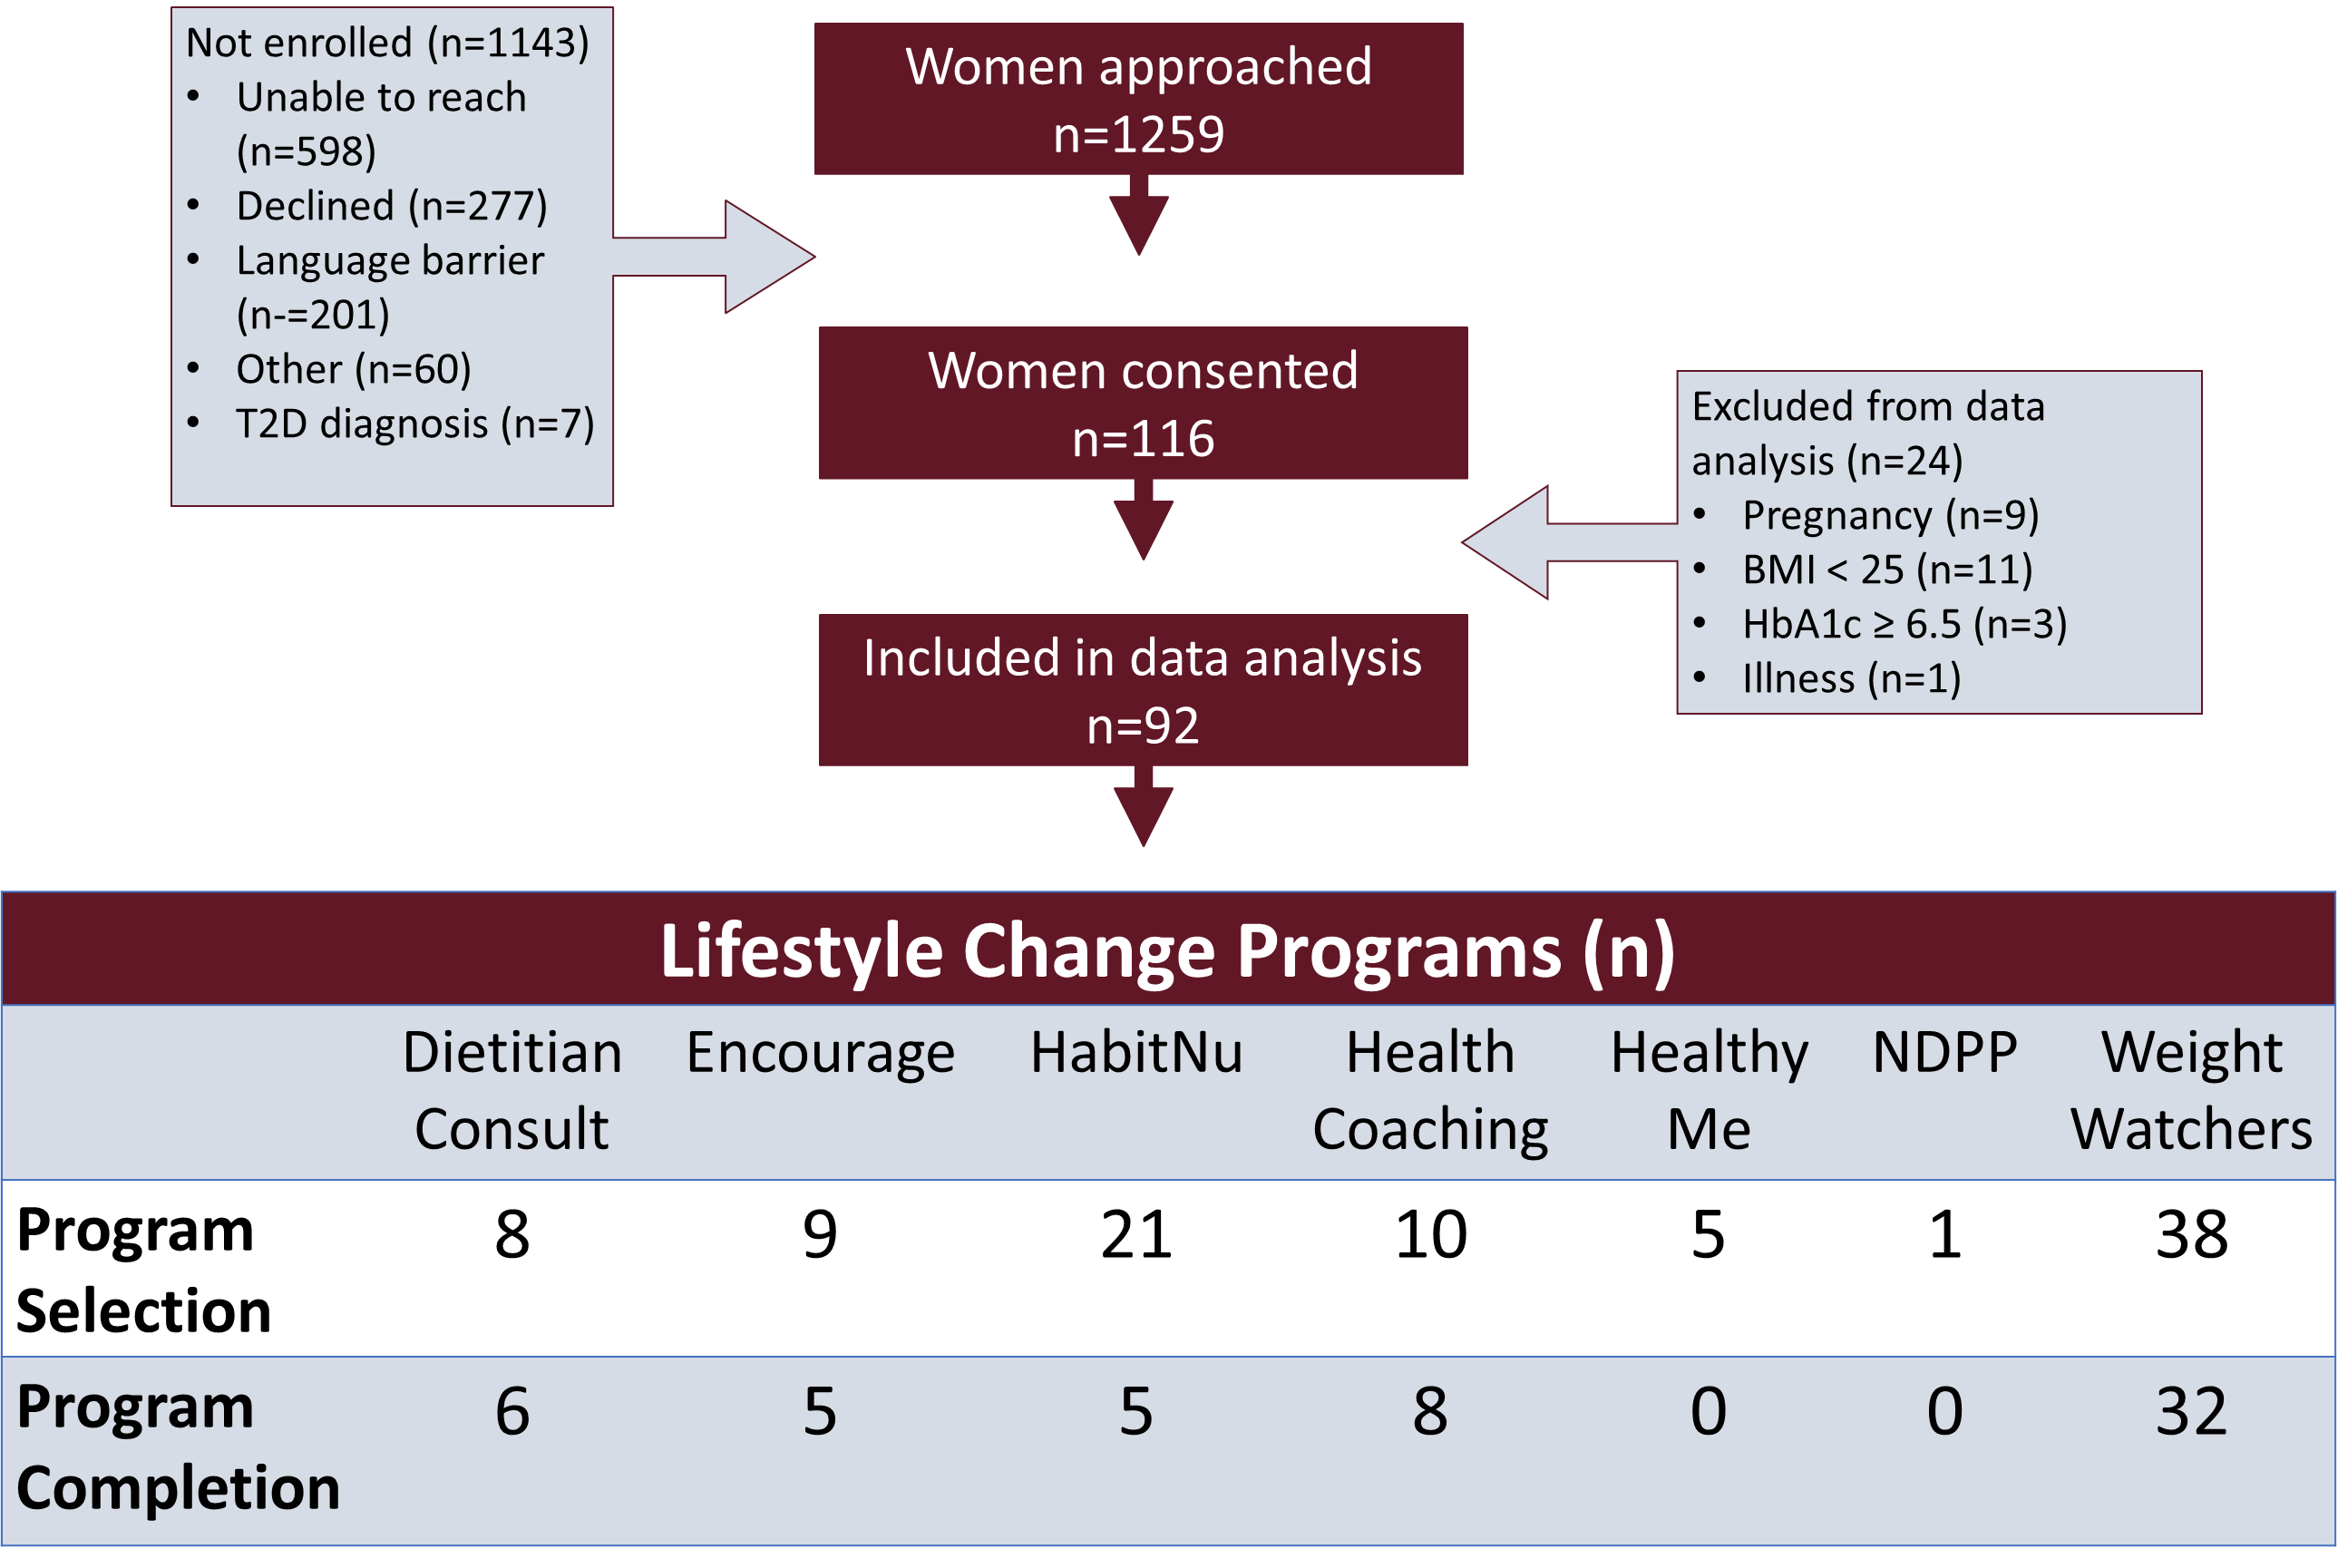 Not enrolled (n=1143)
• Unable to reach
(n=598)
• Declined (n=277)
• Language barrier
(n-=201)
• Other (n=60)
• T2D diagnosis (n=7)
Women approached
n=1259
Women consented
n=116
Excluded from data
analysis (n=24)
• Pregnancy (n=9)
• BMI < 25 (n=11)
• HbA1c ≥ 6.5 (n=3)
• Illness (n=1)
Included in data analysis
n=92
Lifestyle Change Programs (n)
Dietitian Encourage HabitNu Health Healthy NDPP Weight
Consult Coaching Me Watchers
Program 8 9 21 10 5 1 38
Selection
Program 6 5 5 8 0 0 32
Completion